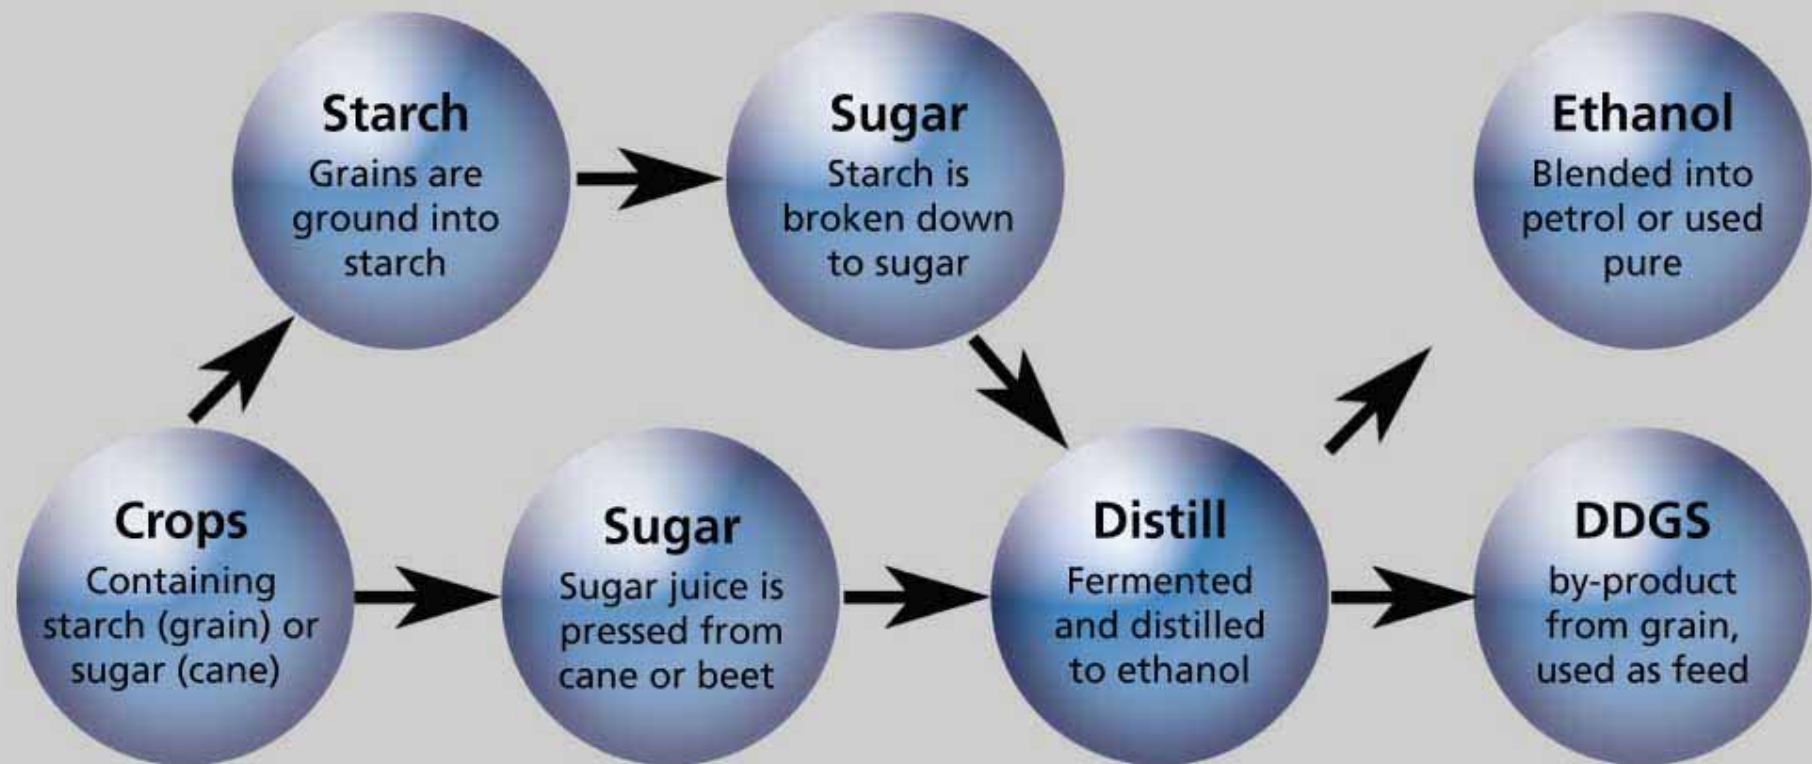 Starch
Grains are
ground into
starch
Sugar
Starch is
broken down
to sugar
Ethanol
Blended into
petrol or used
pure
Crops
Containing
starch (grain) or
sugar (cane)
Sugar
Sugar juice is
pressed from
cane or beet
Distill
Fermented
and distilled
to ethanol
DDGS
by-product
from grain,
used as feed